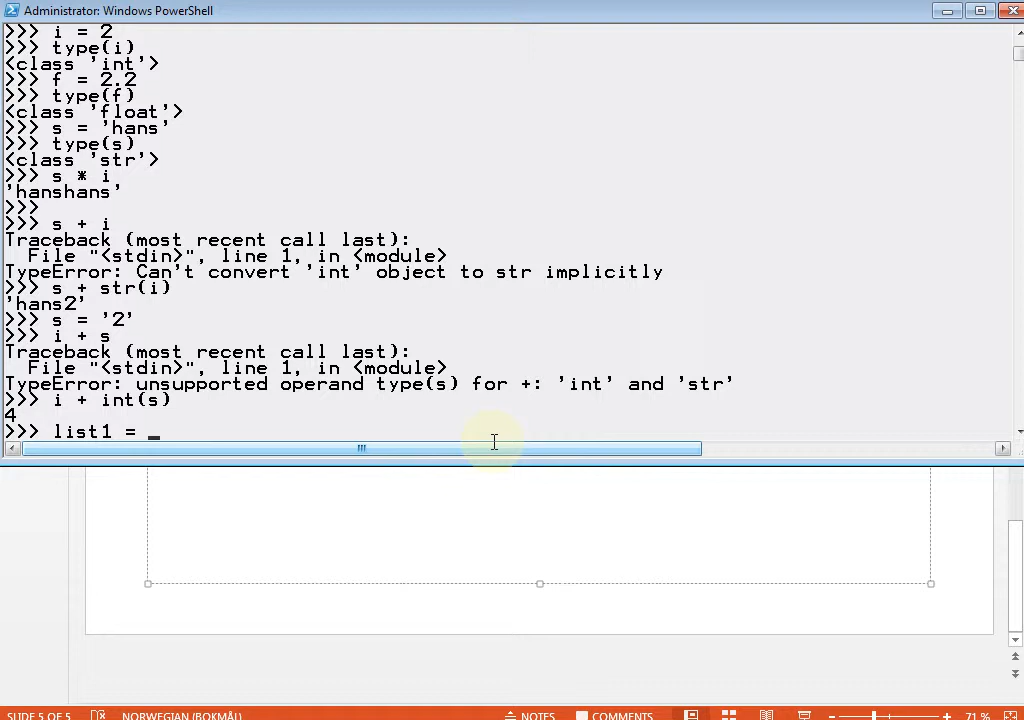 Administrator: Windows PowerShell
>>> i = 2
>>> type(i)
<class 'int'>
>>> f = 2.2
>>> type(f)
<class 'float'>
>>> s = 'hans'
>>> type(s)
<class 'str'>
>>> s * i
'hanshans'
>>>
>>> s + i
Traceback (most recent call last):
  File "<stdin>", line 1, in <module>
TypeError: Can't convert 'int' object to str implicitly
>>> s + str(i)
'hans2'
>>> s = '2'
>>> i + s
Traceback (most recent call last):
  File "<stdin>", line 1, in <module>
TypeError: unsupported operand type(s) for +: 'int' and 'str'
>>> i + int(s)
4
>>> list1 = _
SLIDE 5 OF 5 NORWEGIAN (BOKMÅL) NOTES COMMENTS 71 %